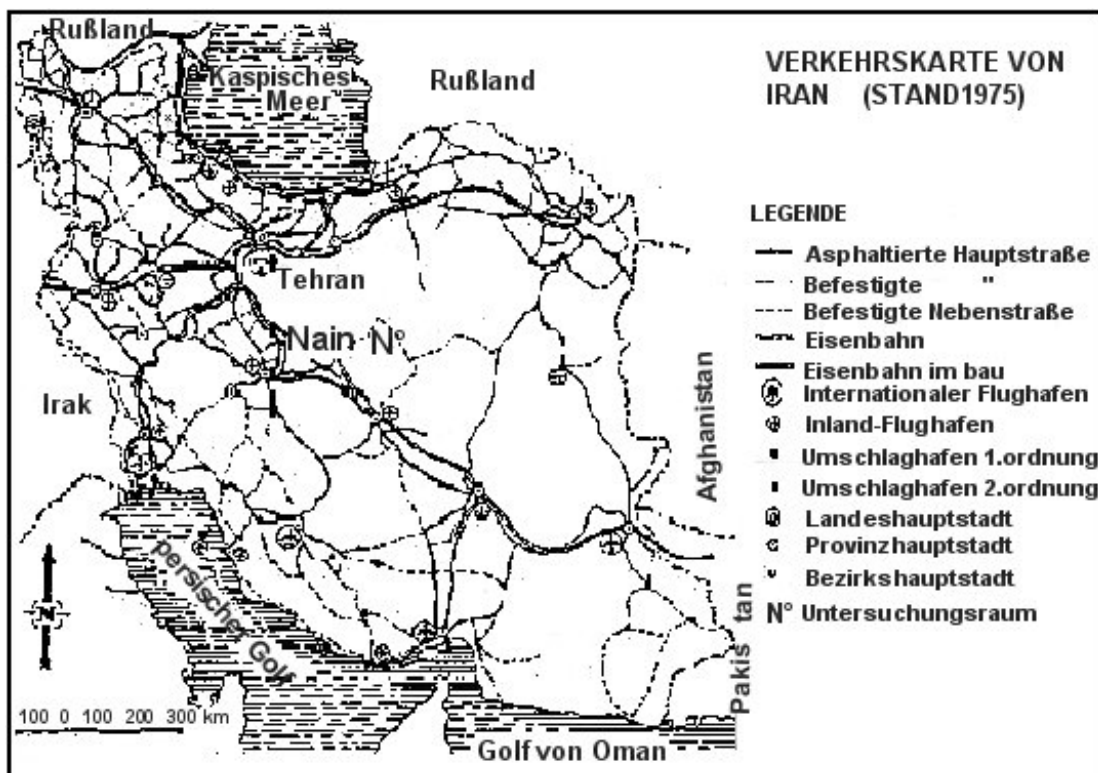 Rußland
Kaspisches
Meer
Rußland
VERKEHRSKARTE VON
IRAN (STAND1975)
Tehran
Nain N°
Irak
Afghanistan
persischer Golf
Pakis tan
Golf von Oman
N
100 0 100 200 300 km
LEGENDE
Asphaltierte Hauptstraße
Befestigte "
Befestigte Nebenstraße
Eisenbahn
Eisenbahn im bau
Internationaler Flughafen
Inland-Flughafen
Umschlaghafen 1.ordnung
Umschlaghafen 2.ordnung
Landeshauptstadt
Provinzhauptstadt
Bezirkshauptstadt
N° Untersuchungsraum